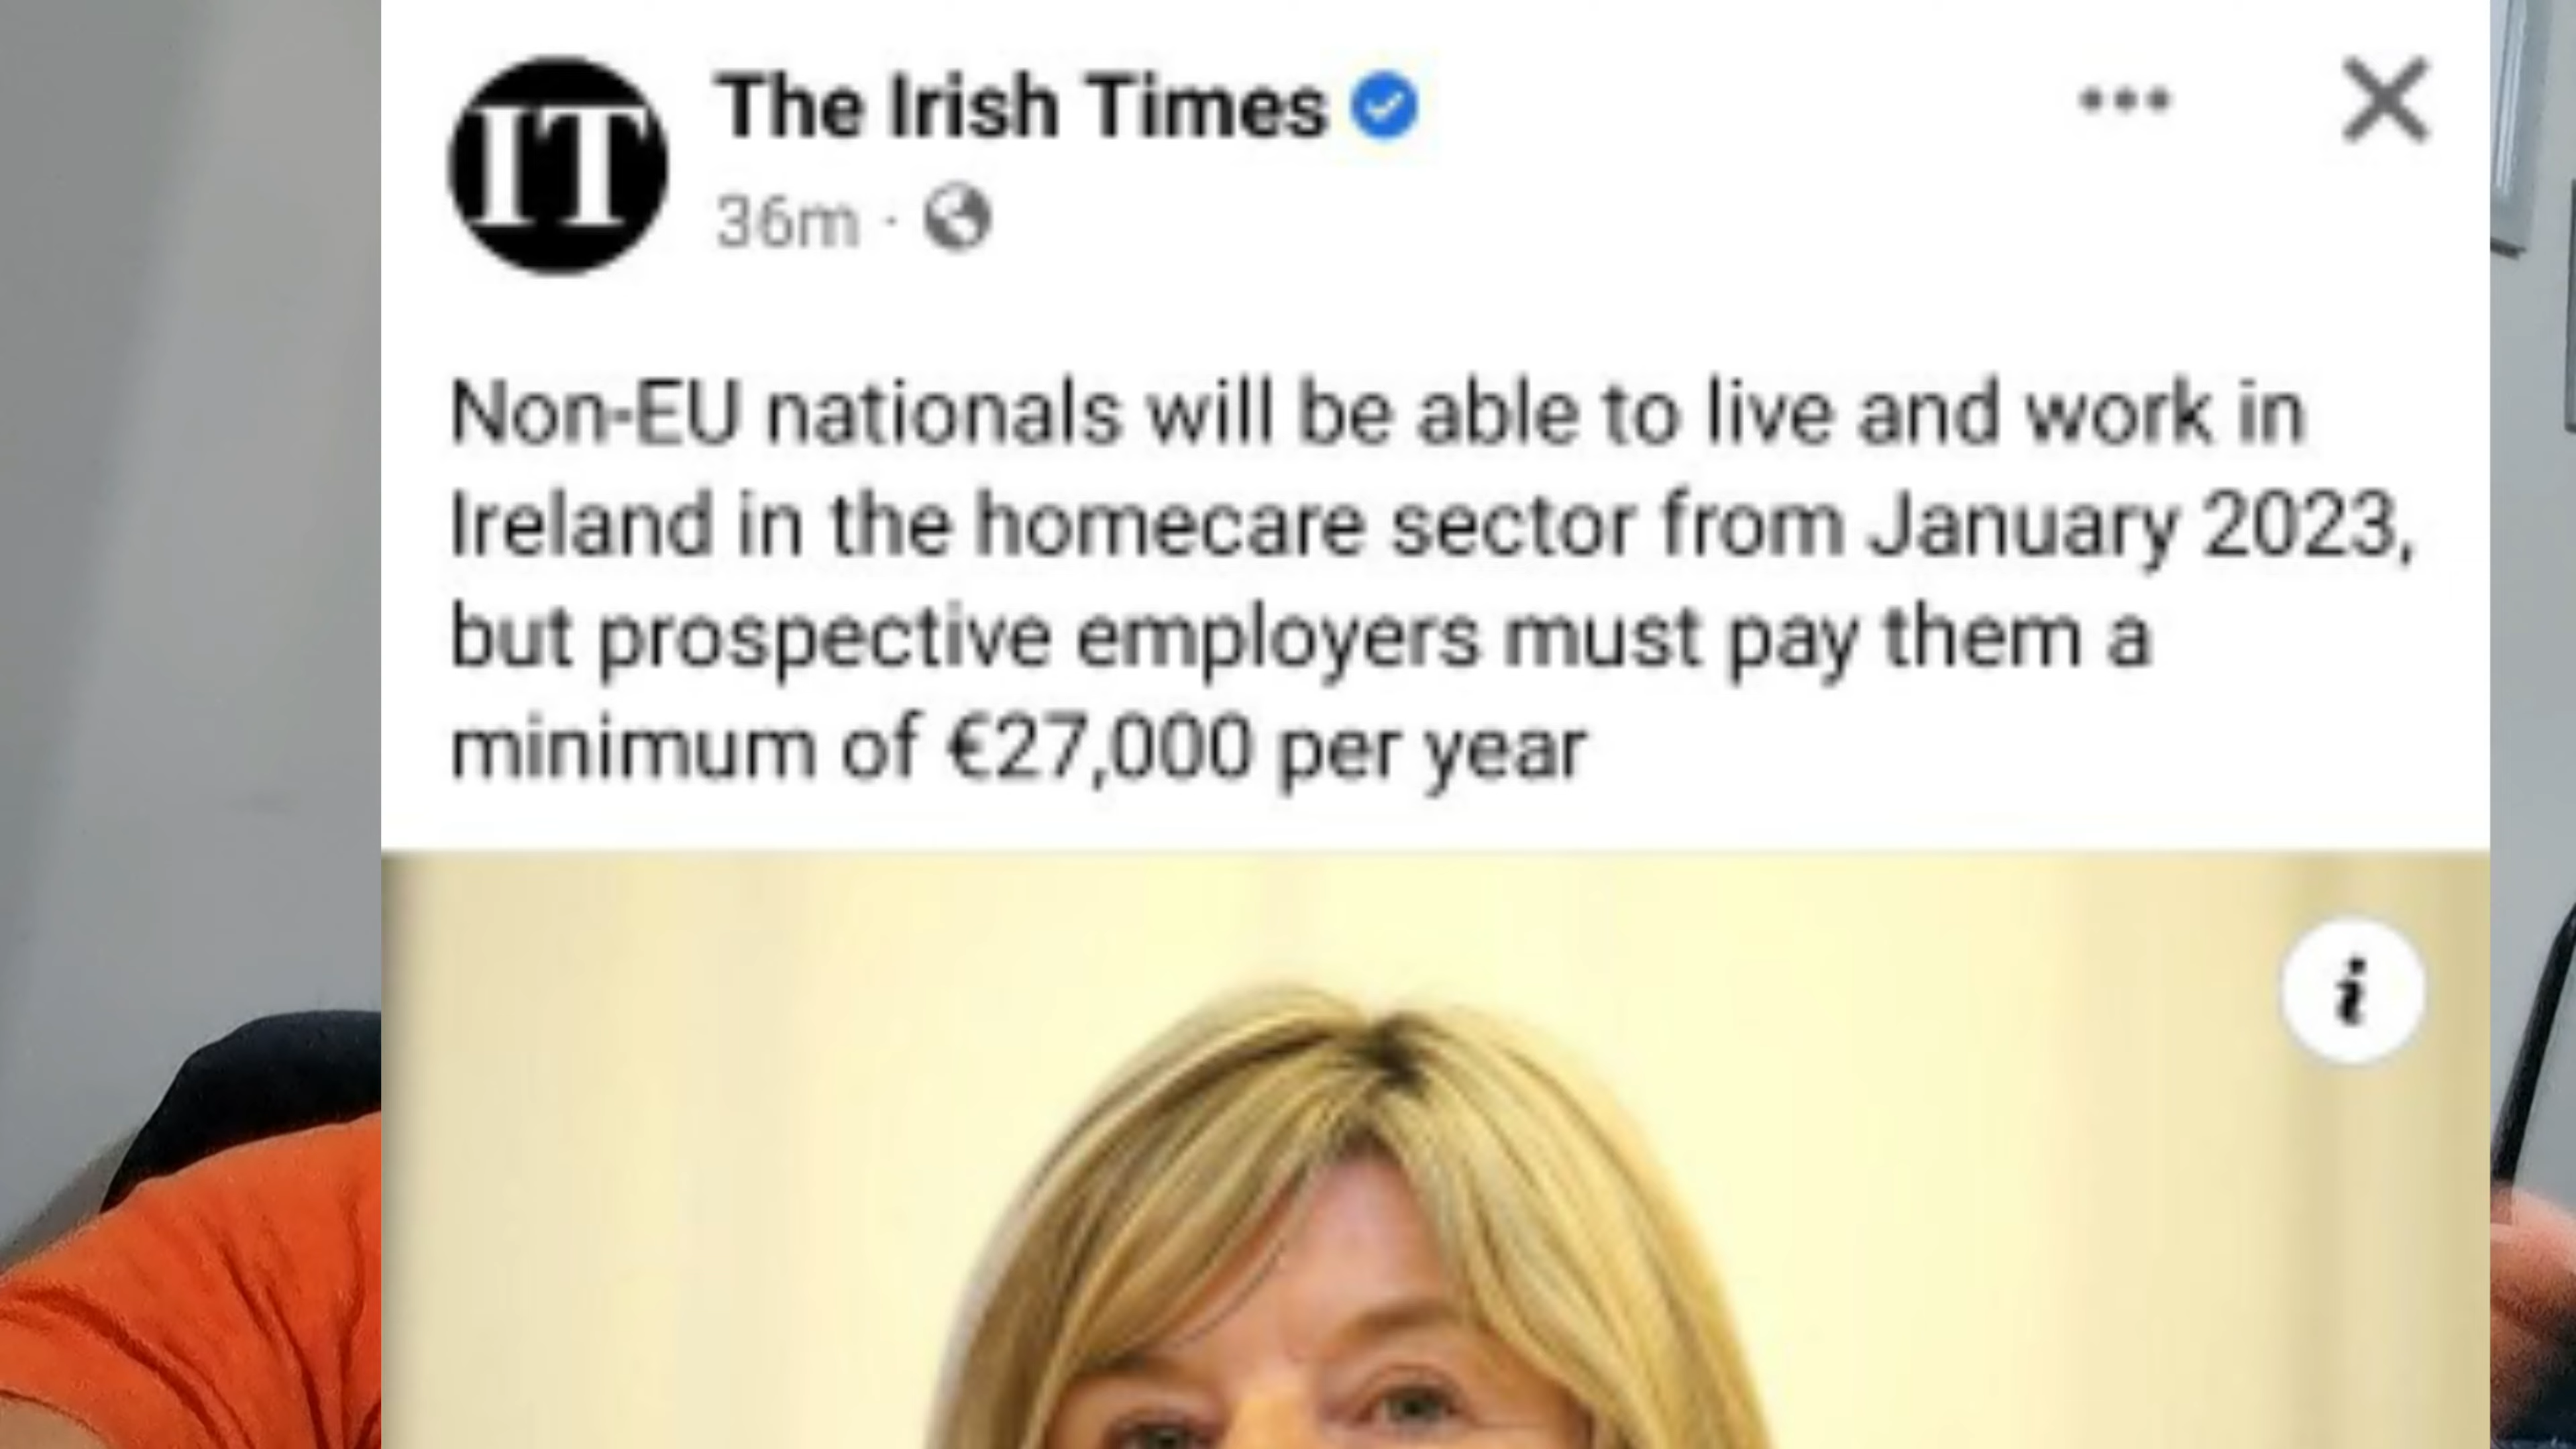 IT
The Irish Times
36m ·
Non-EU nationals will be able to live and work in
Ireland in the homecare sector from January 2023,
but prospective employers must pay them a
minimum of €27,000 per year
i